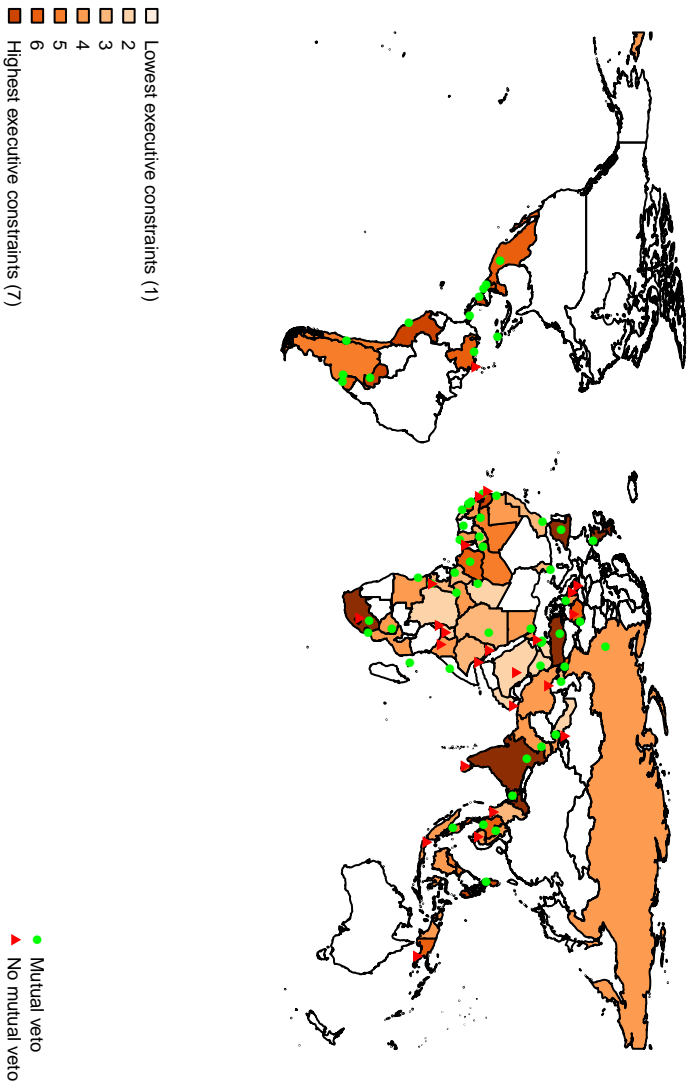 Lowest executive constraints (1)
2
3
4
5
6
Highest executive constraints (7)
Mutual veto
No mutual veto